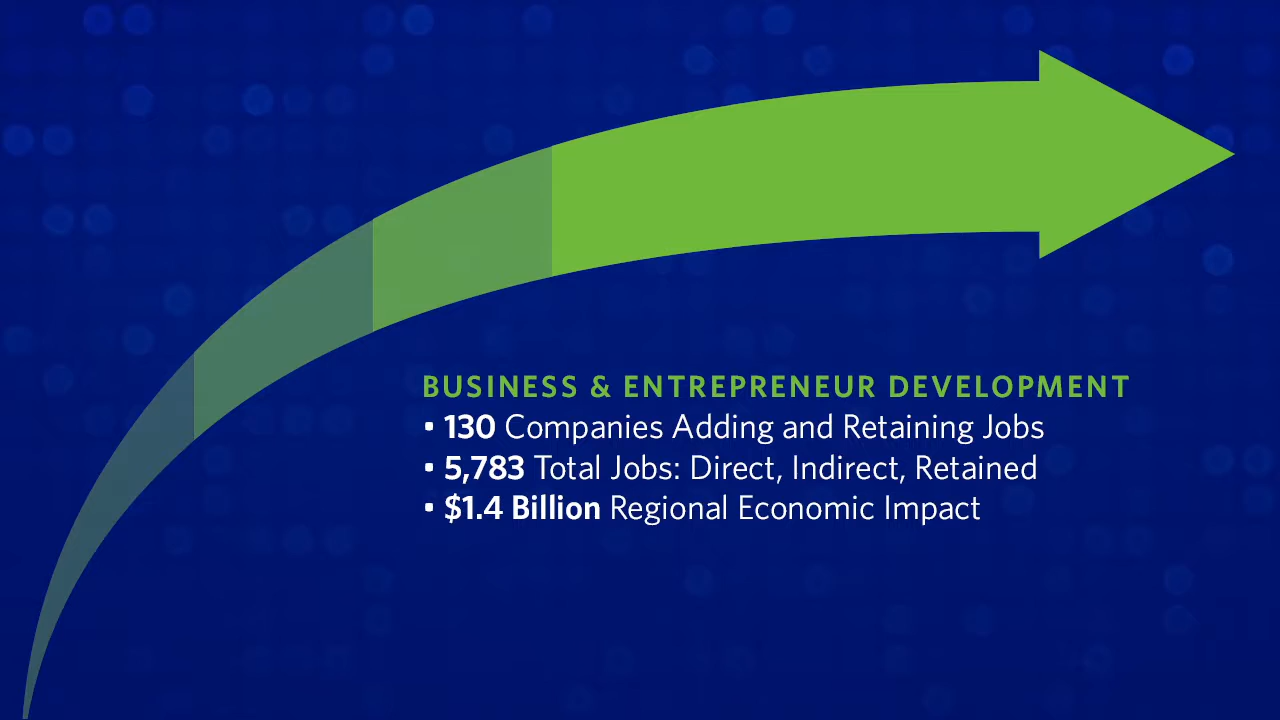 BUSINESS & ENTREPRENEUR DEVELOPMENT
• 130 Companies Adding and Retaining Jobs
• 5,783 Total Jobs: Direct, Indirect, Retained
• $1.4 Billion Regional Economic Impact